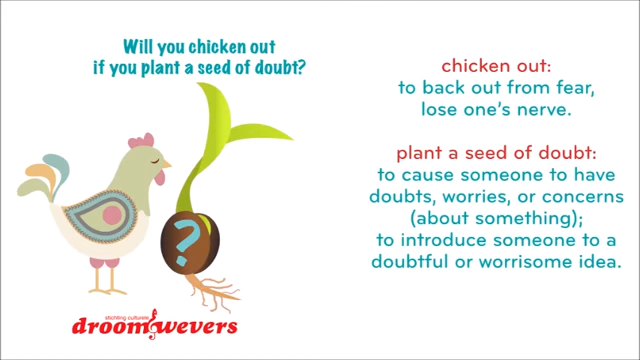 Will you chicken out
if you plant a seed of doubt?
?
stichting culturele
droomwevers
chicken out:
to back out from fear,
lose one's nerve.
plant a seed of doubt:
to cause someone to have
doubts, worries, or concerns
(about something);
to introduce someone to a
doubtful or worrisome idea.